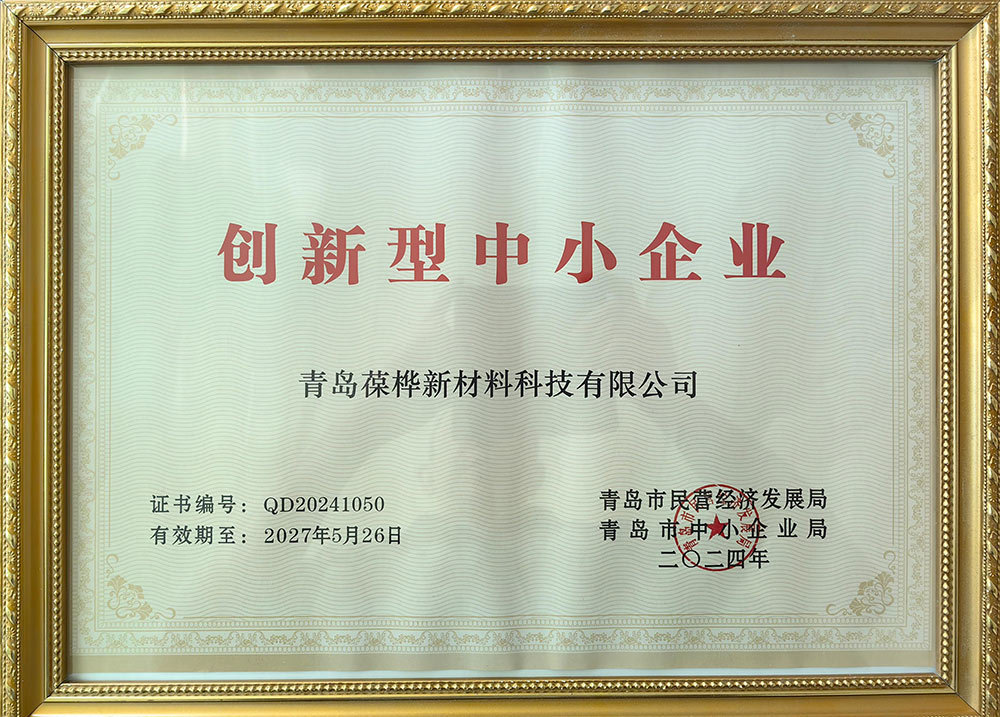 创新型中小企业
青岛葆桦新材料科技有限公司
证书编号：QD20241050
有效期至：2027年5月26日
青岛市民营经济发展局
青岛市中小企业局
二〇二四年